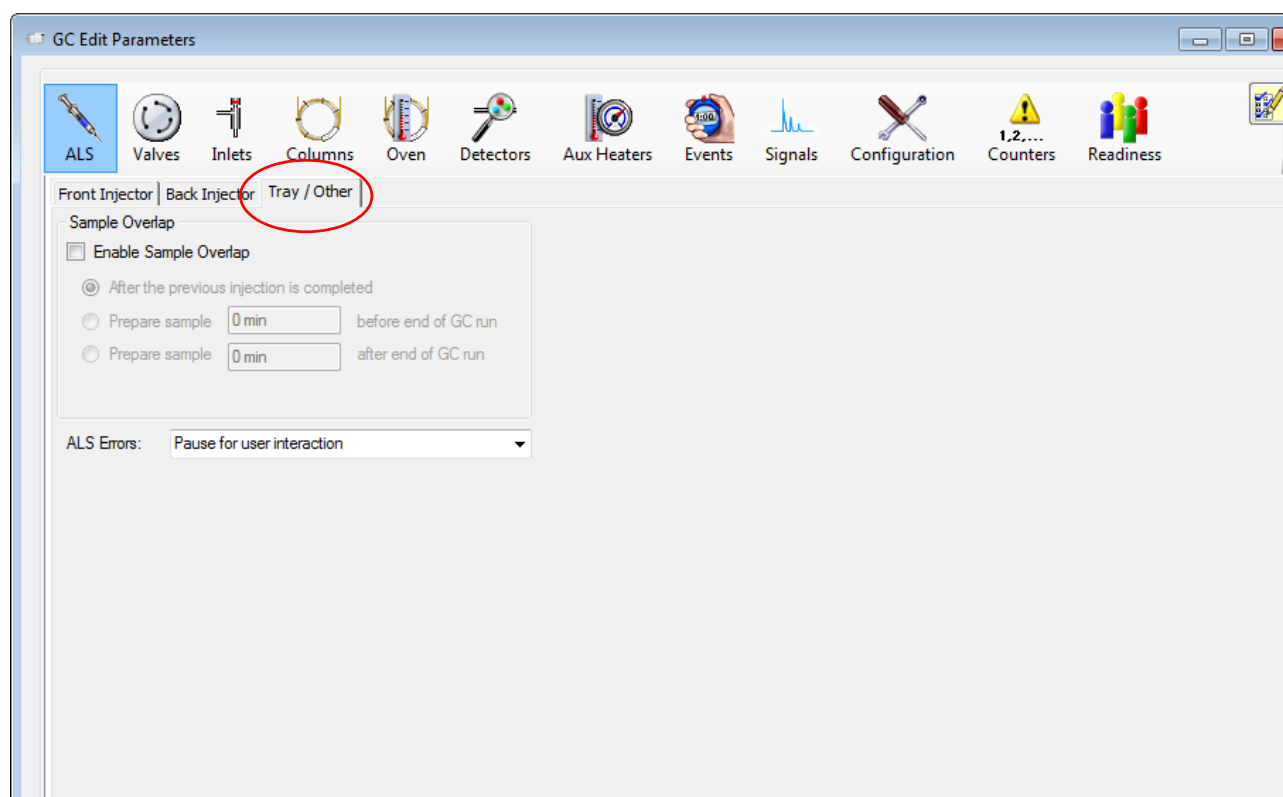 GC Edit Parameters
1:00
1,2,...
ALS Valves Inlets Columns Oven Detectors Aux Heaters Events Signals Configuration Counters Readiness
Front Injector Back Injector Tray / Other
Sample Overlap
Enable Sample Overlap
After the previous injection is completed
Prepare sample 0 min before end of GC run
Prepare sample 0 min after end of GC run
ALS Errors: Pause for user interaction